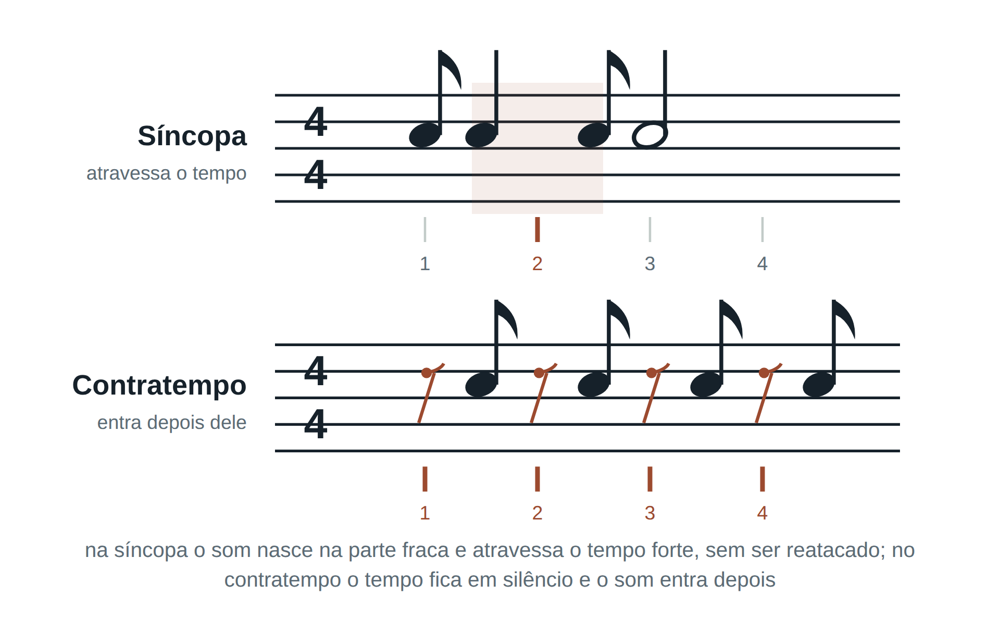 4
4
Síncopa
atravessa o tempo
1 2 3 4
4
4
Contratempo
entra depois dele
1 2 3 4
na síncopa o som nasce na parte fraca e atravessa o tempo forte, sem ser reatacado; no
contratempo o tempo fica em silêncio e o som entra depois